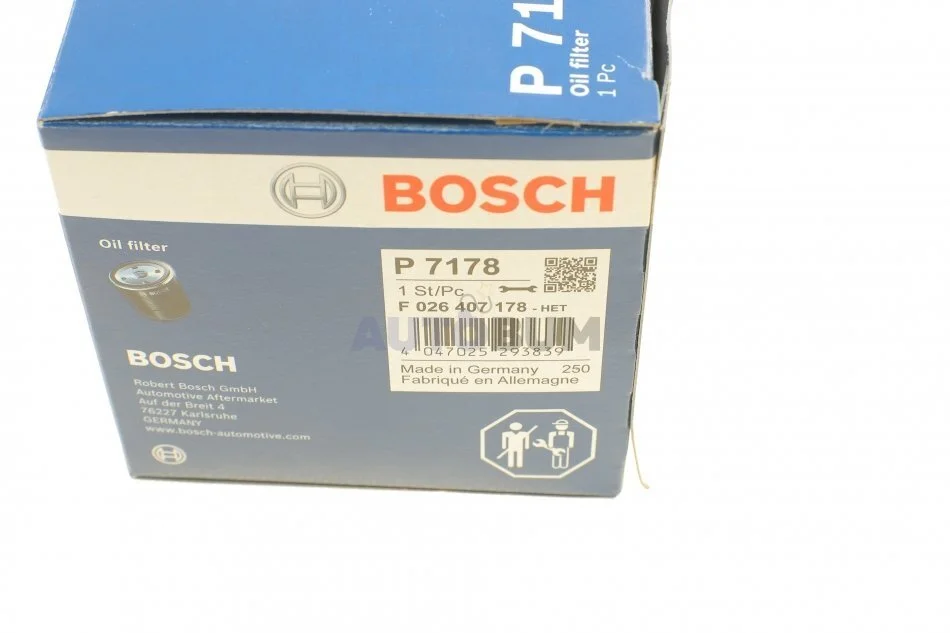 P 71
Oil filter
1 Pc
BOSCH
Oil filter
P 7178
1 St/Pc
F 026 407 178 - HET
AUTOBUM
4 047025 293839
Made in Germany 250
Fabriqué en Allemagne
BOSCH
Robert Bosch GmbH
Automotive Aftermarket
Auf der Breit 4
76227 Karlsruhe
GERMANY
www.bosch-automotive.com